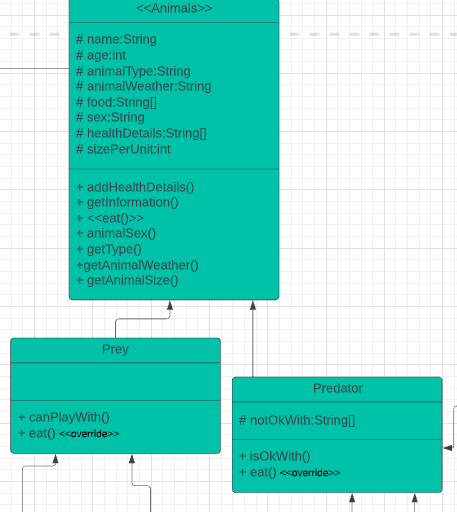 <<Animals>>
# name:String
# age:int
# animalType:String
# animalWeather:String
# food:String[]
# sex:String
# healthDetails:String[]
# sizePerUnit:int
+ addHealthDetails()
+ getInformation()
+ <<eat()>>
+ animalSex()
+ getType()
+getAnimalWeather()
+ getAnimalSize()
Prey
+ canPlayWith()
+ eat() <<override>>
Predator
# notOkWith:String[]
+ isOkWith()
+ eat() <<override>>